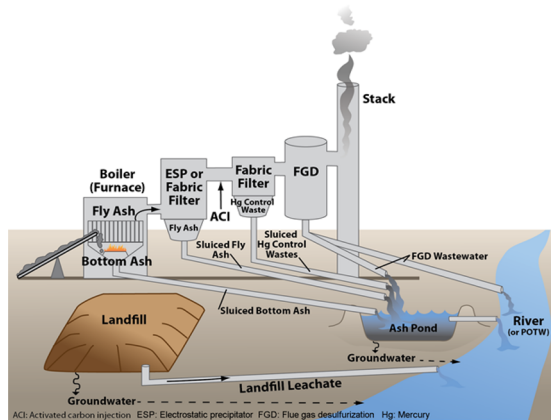 Stack
Boiler
(Furnace)
ESP or
Fabric
Filter
Fabric
Filter
FGD
Fly Ash
ACI
Hg Control
Waste
Fly Ash
Bottom Ash
Sluiced Fly
Ash
Sluiced
Hg Control
Wastes
FGD Wastewater
Sluiced Bottom Ash
Landfill
Ash Pond
River
(or POTW)
Groundwater
Landfill Leachate
Groundwater
ACI: Activated carbon injection ESP: Electrostatic precipitator FGD: Flue gas desulfurization Hg: Mercury